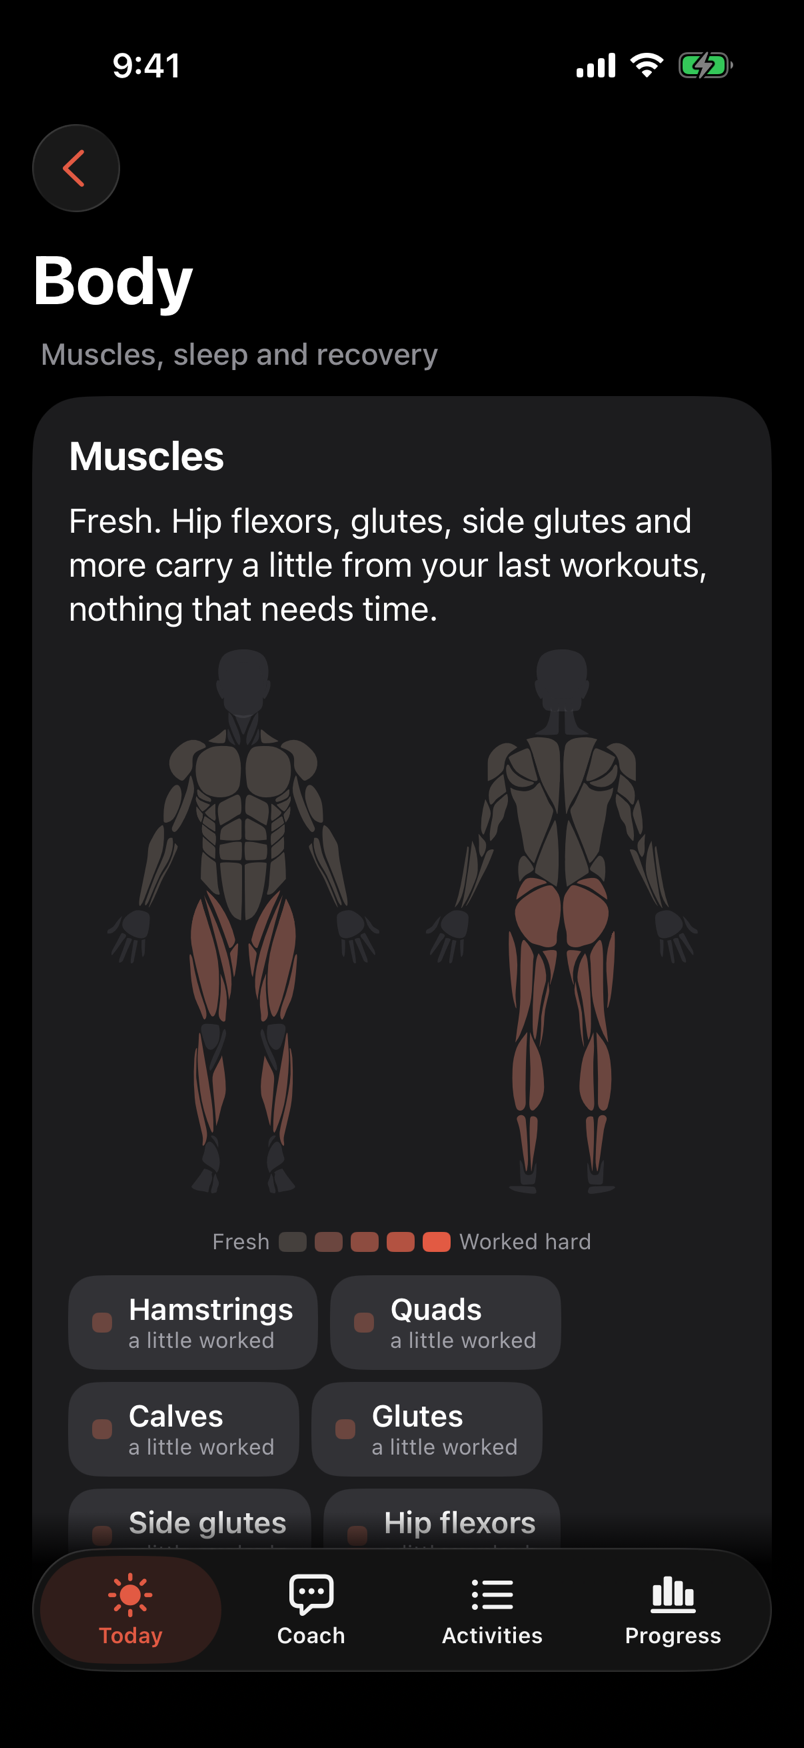 9:41
Body
Muscles, sleep and recovery
Muscles
Fresh. Hip flexors, glutes, side glutes and
more carry a little from your last workouts,
nothing that needs time.
Fresh
Worked hard
Hamstrings
a little worked
Quads
a little worked
Calves
a little worked
Glutes
a little worked
Side glutes
Hip flexors
Today
Coach
Activities
Progress